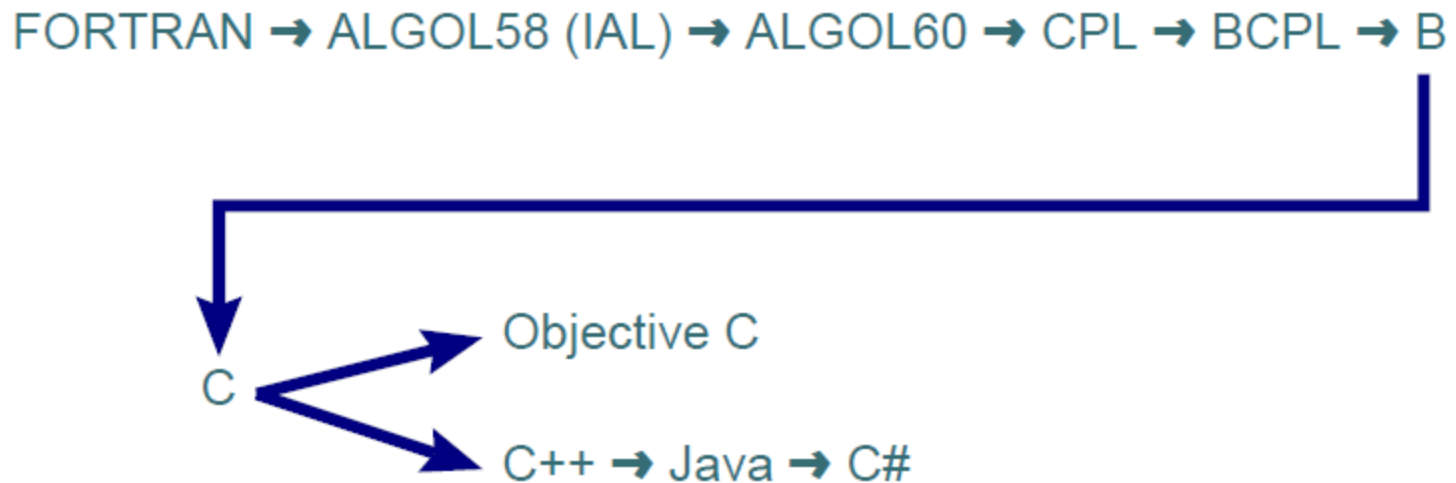 FORTRAN → ALGOL58 (IAL) → ALGOL60 → CPL → BCPL → B
Objective C
C
C++ → Java → C#